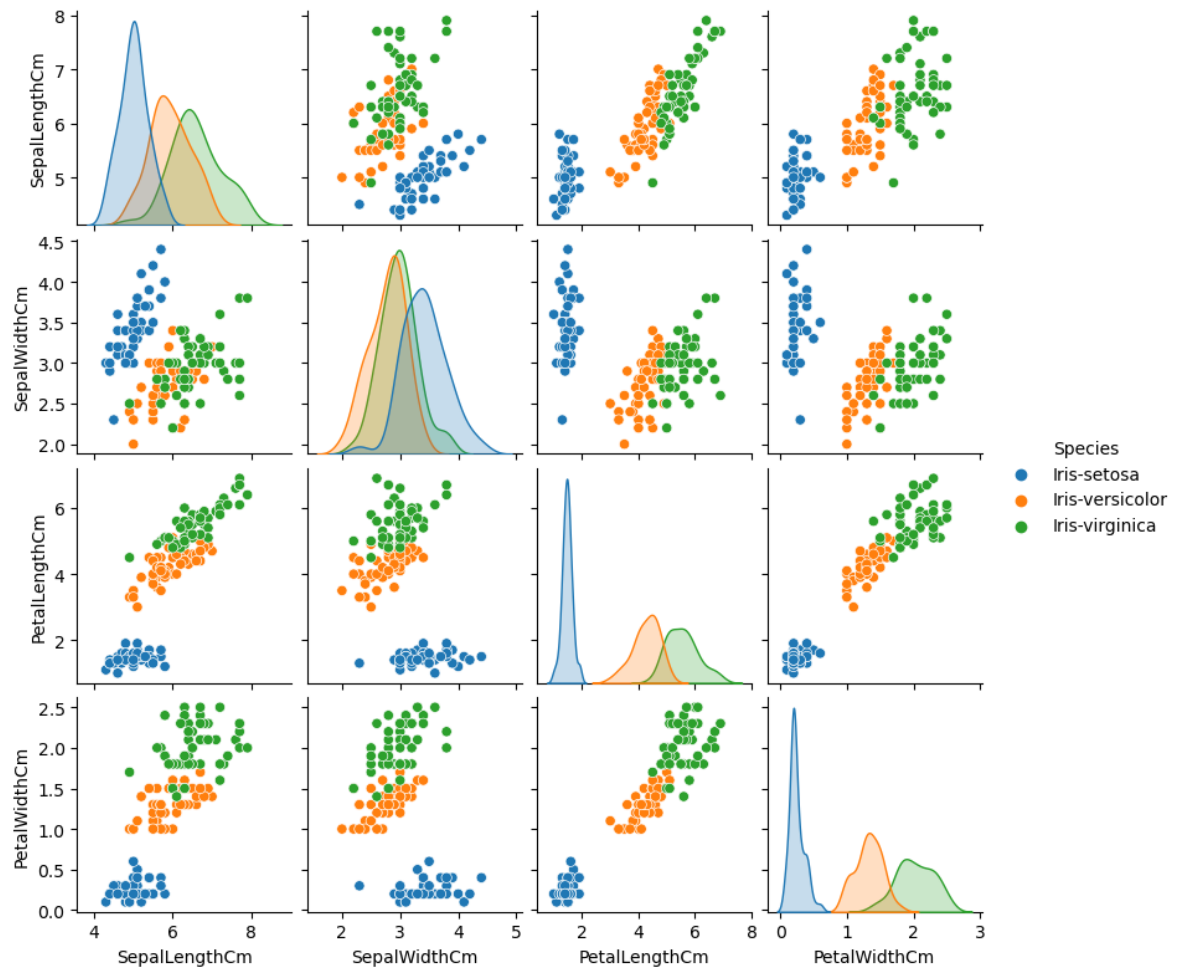 8
7
6
5
SepalLengthCm
4
6
8
4.5
4.0
3.5
3.0
2.5
2.0
SepalWidthCm
Species
Iris-setosa
Iris-versicolor
Iris-virginica
6
4
2
PetalLengthCm
2.5
2.0
1.5
1.0
0.5
0.0
PetalWidthCm
4 6 8
2 3 4 5
2 4 6 8
0 1 2 3
SepalLengthCm
SepalWidthCm
PetalLengthCm
PetalWidthCm